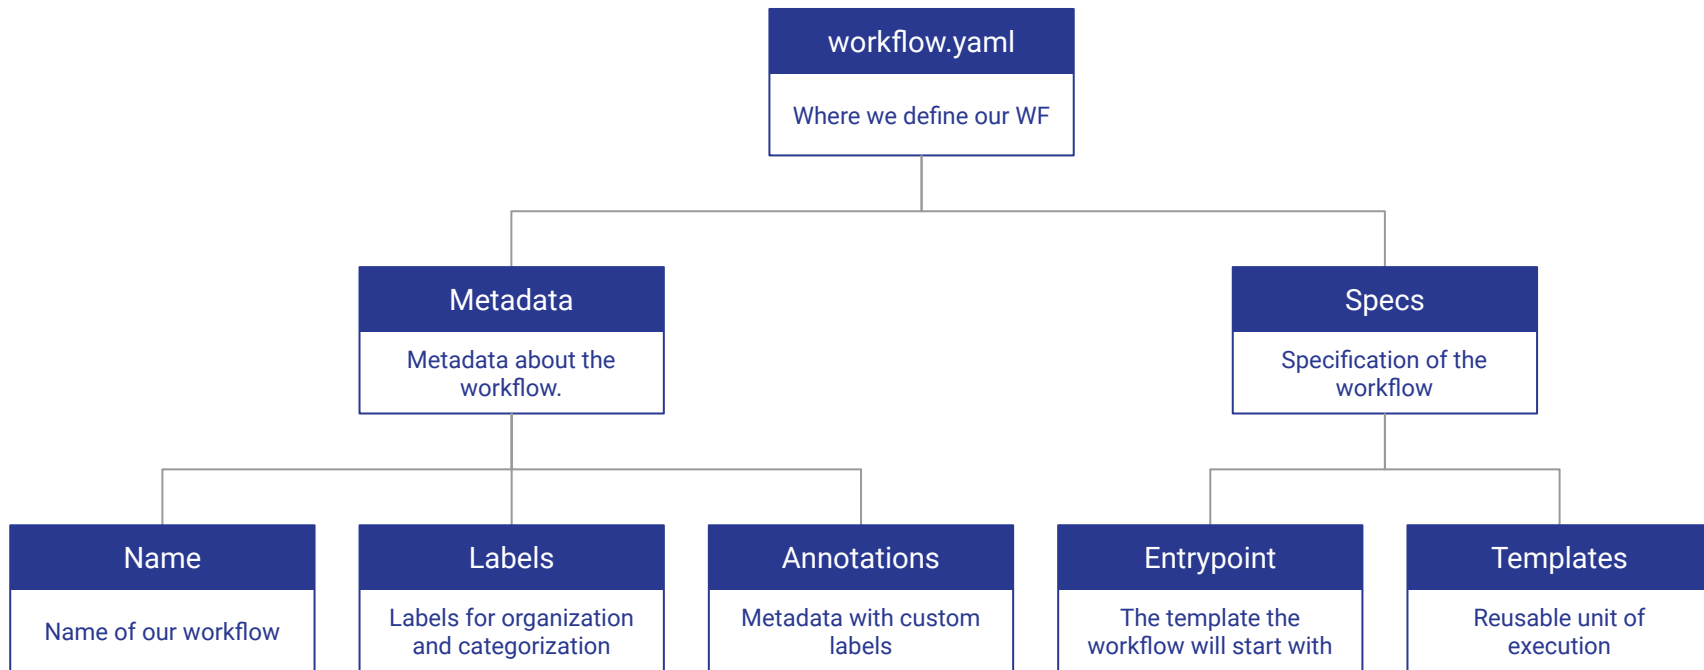 workflow.yaml
Where we define our WF
Metadata
Metadata about the
workflow.
Specs
Specification of the
workflow
Name
Name of our workflow
Labels
Labels for organization
and categorization
Annotations
Metadata with custom
labels
Entrypoint
The template the
workflow will start with
Templates
Reusable unit of
execution